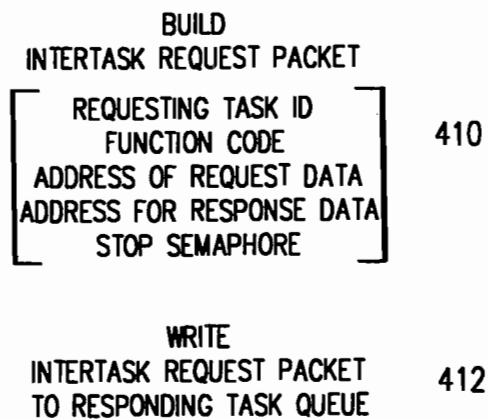 BUILD
INTERTASK REQUEST PACKET
REQUESTING TASK ID
FUNCTION CODE
410
ADDRESS OF REQUEST DATA
ADDRESS FOR RESPONSE DATA
STOP SEMAPHORE
WRITE
INTERTASK REQUEST PACKET
412
TO RESPONDING TASK QUEUE